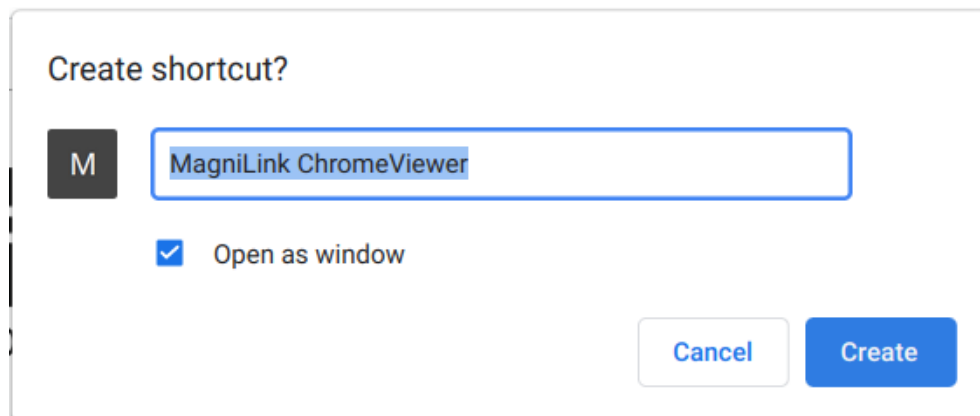 Create shortcut?
M MagniLink ChromeViewer
Open as window
Cancel Create